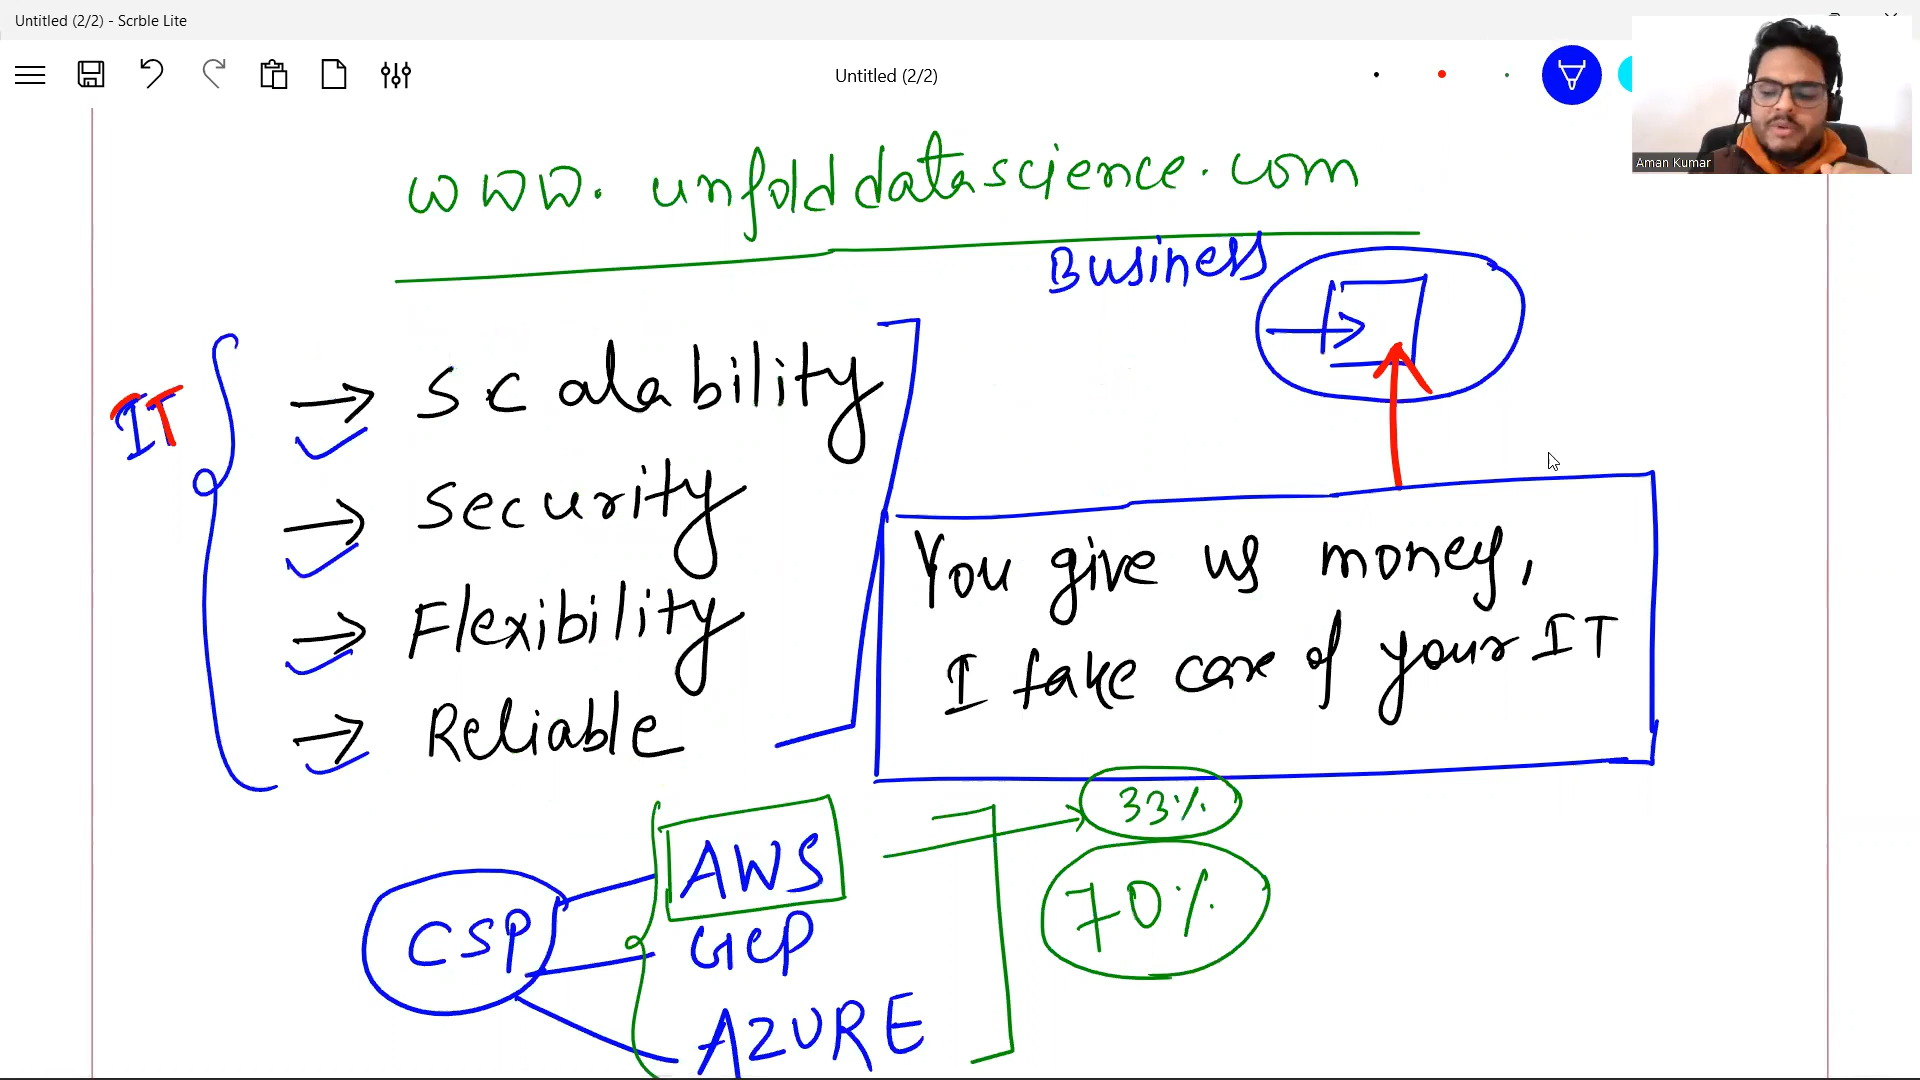 Untitled (2/2) - Scrble Lite
Untitled (2/2)
Aman Kumar
www. unfolddatascience.com
Business
IT
Scalability
Security
Flexibility
Reliable
You give us money,
I take care of your IT
33%
70%
CSP
AWS
GCP
AZURE